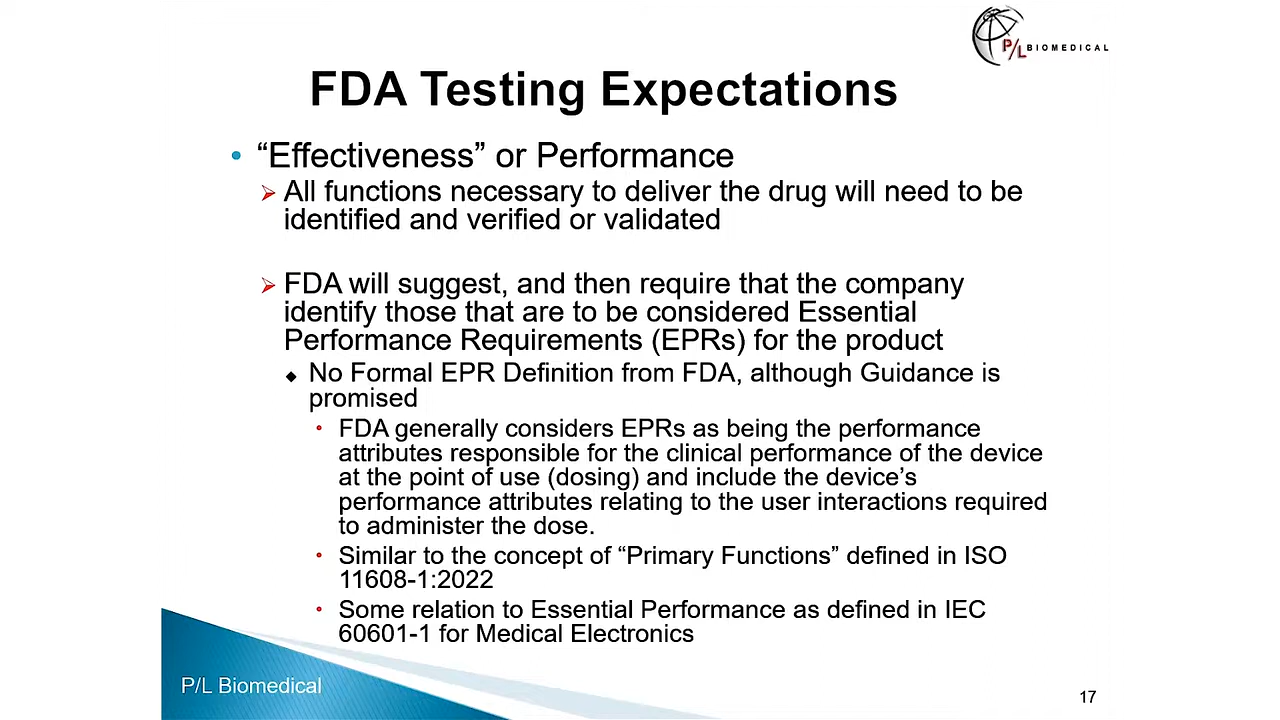 P/L BIOMEDICAL
FDA Testing Expectations
• “Effectiveness” or Performance
➢ All functions necessary to deliver the drug will need to be
identified and verified or validated
➢ FDA will suggest, and then require that the company
identify those that are to be considered Essential
Performance Requirements (EPRs) for the product
◆ No Formal EPR Definition from FDA, although Guidance is
promised
• FDA generally considers EPRs as being the performance
attributes responsible for the clinical performance of the device
at the point of use (dosing) and include the device’s
performance attributes relating to the user interactions required
to administer the dose.
• Similar to the concept of “Primary Functions” defined in ISO
11608-1:2022
• Some relation to Essential Performance as defined in IEC
60601-1 for Medical Electronics
P/L Biomedical
17